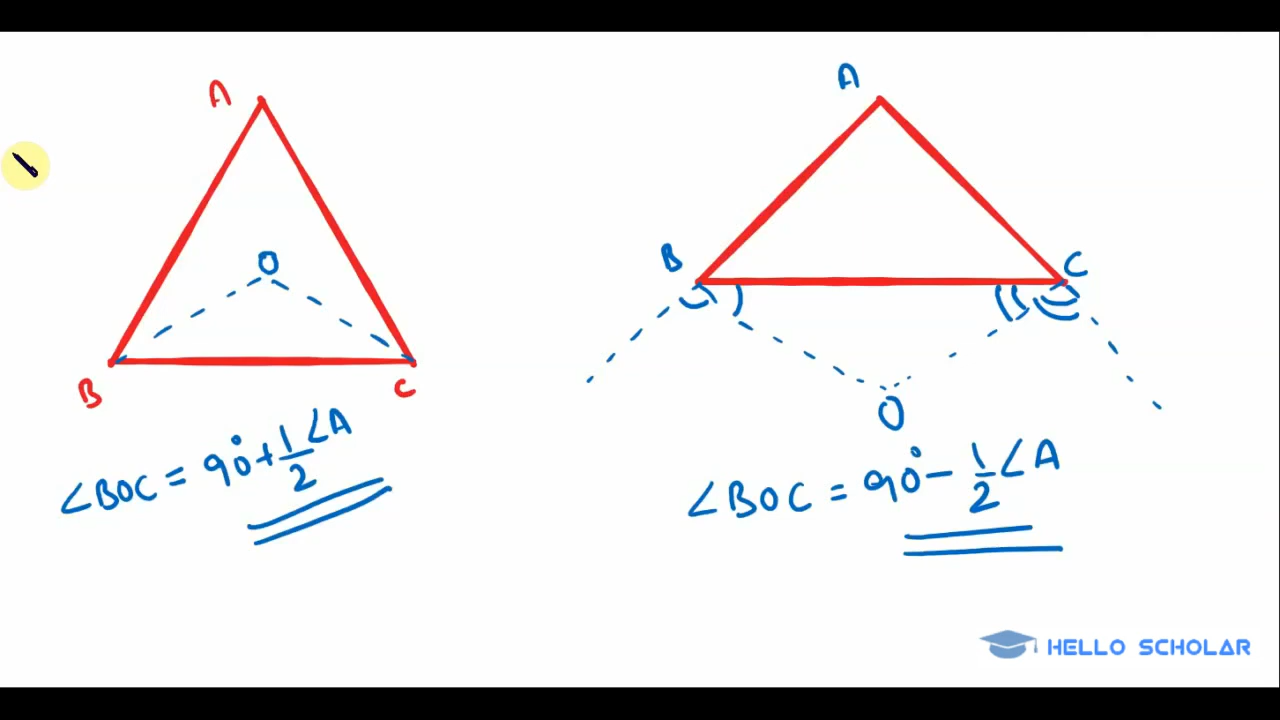 A
O
B
C
∠BOC = 90° + 1/2 ∠A
A
B
C
O
∠BOC = 90° - 1/2 ∠A
HELLO SCHOLAR